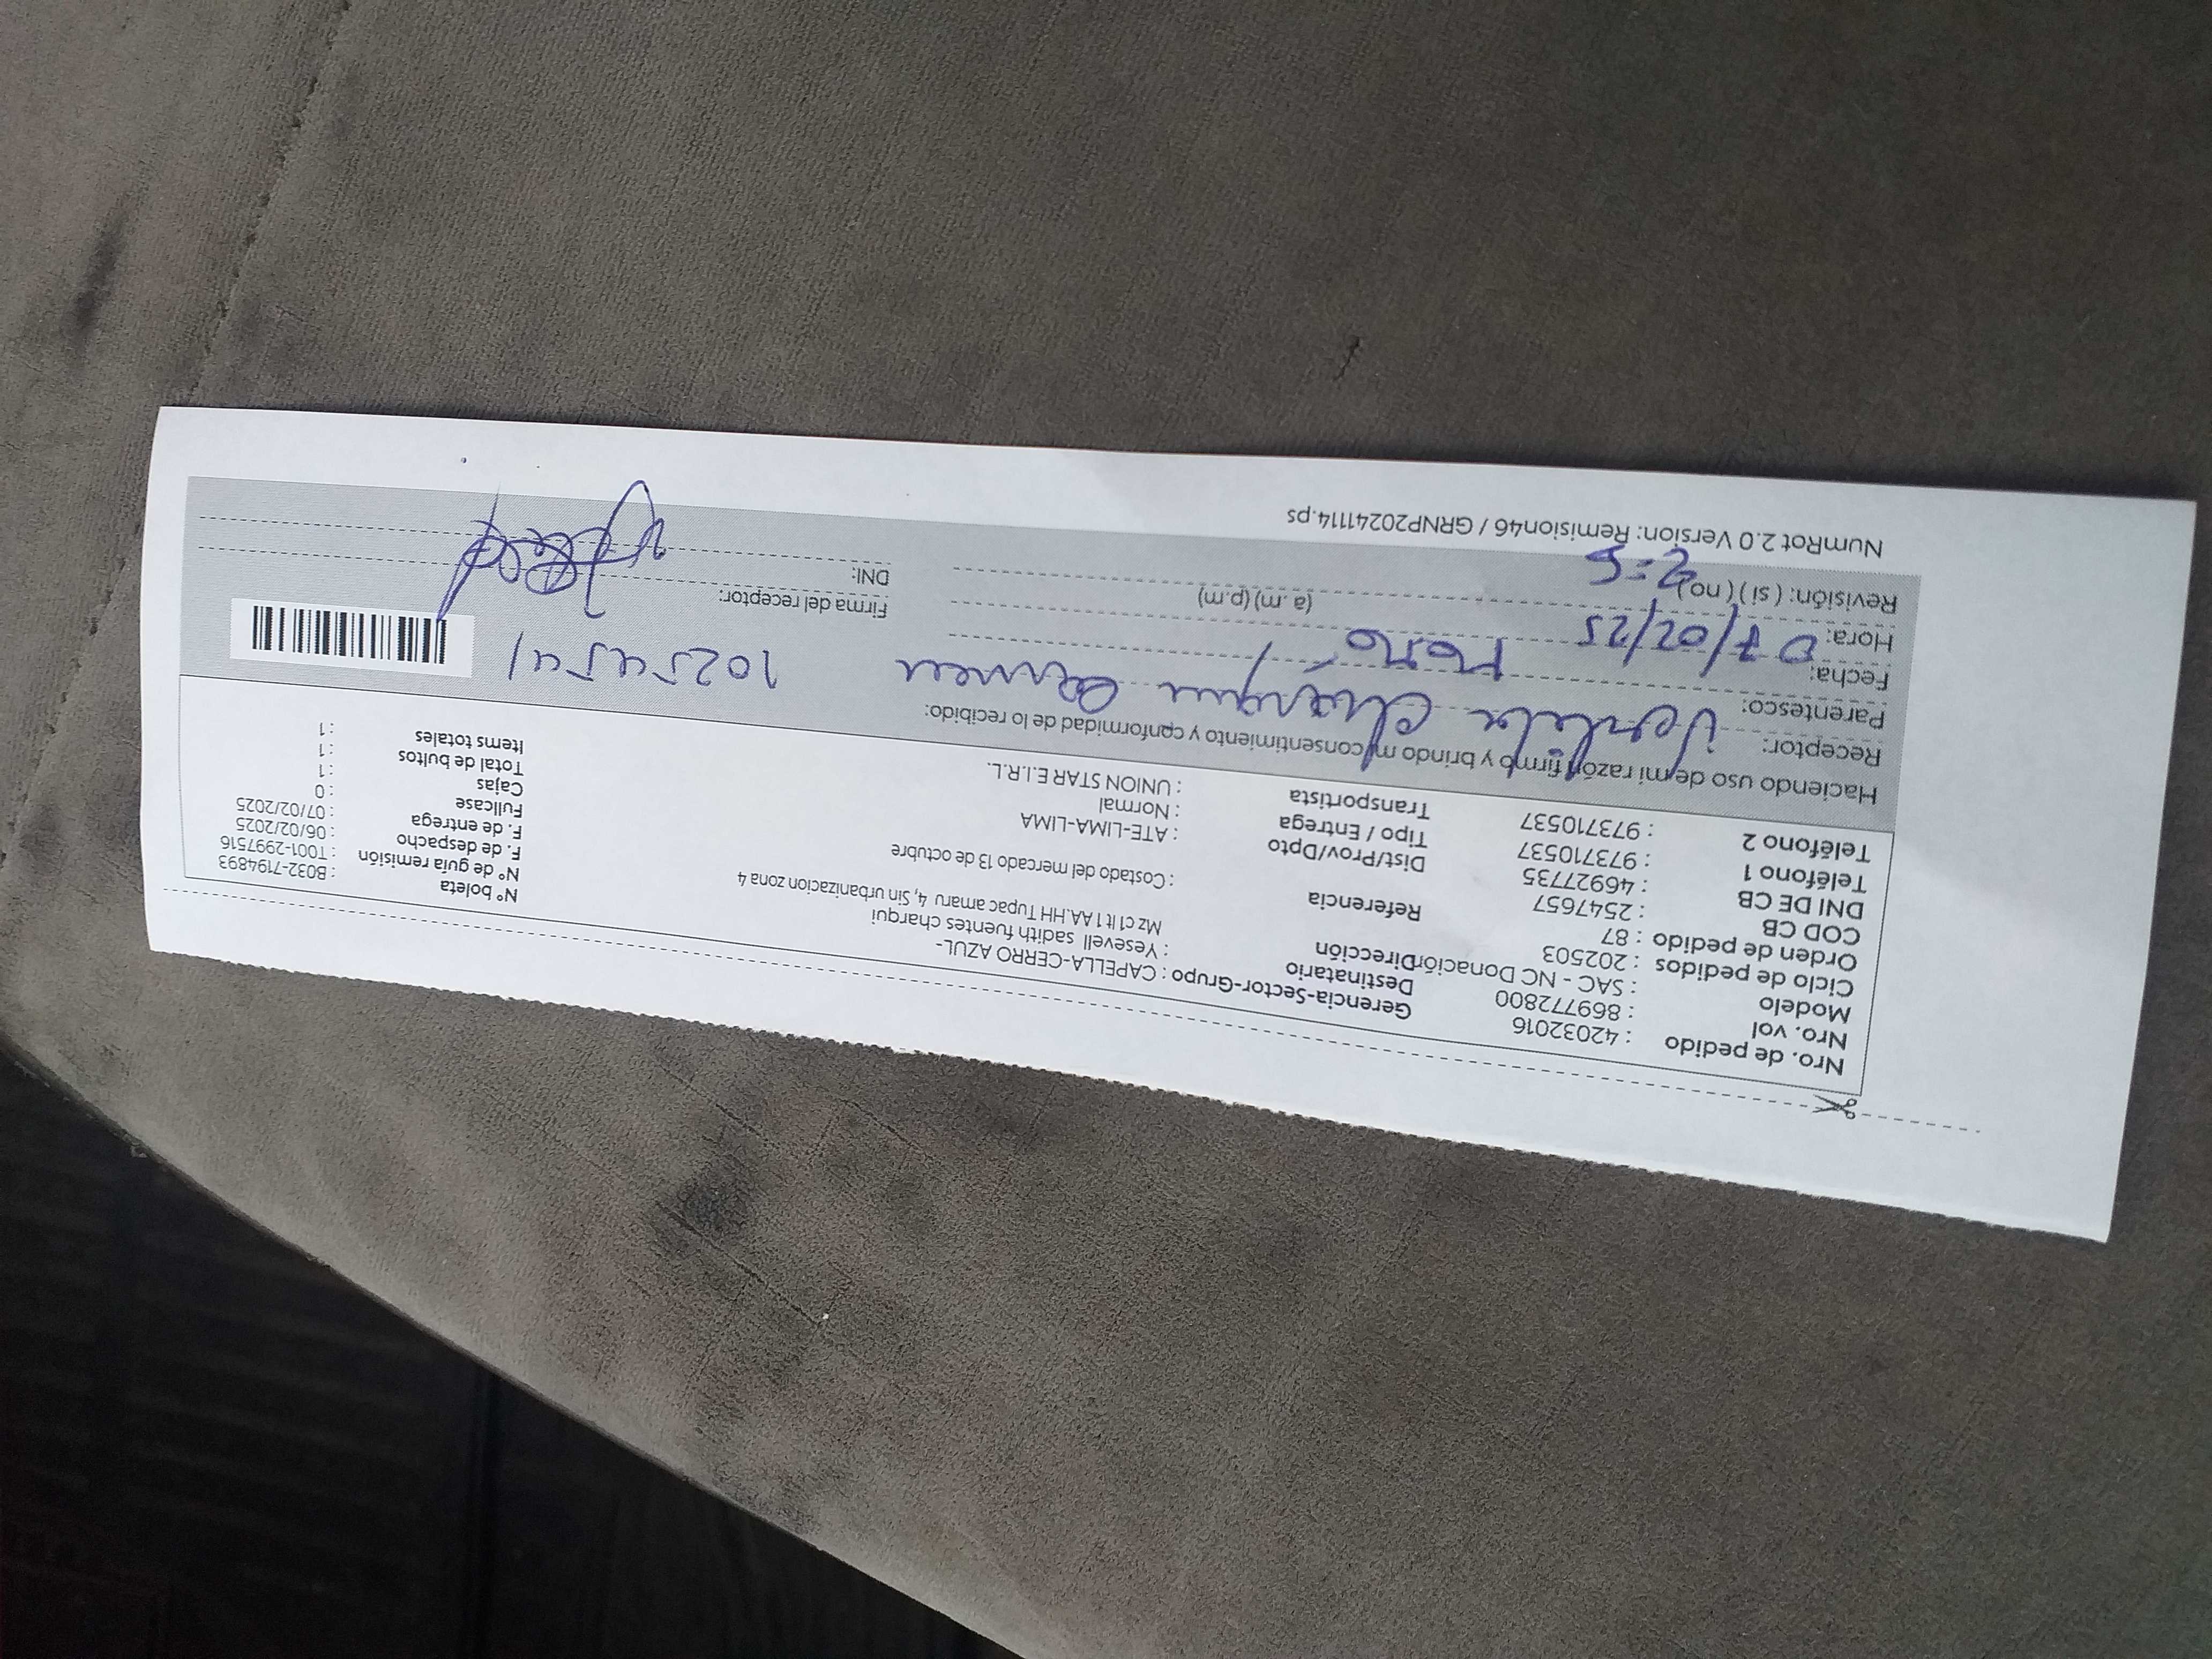 Nro. de pedido : 42032016 Gerencia-Sector-Grupo : CAPELLA-CERRO AZUL- Nº boleta : B032-7194893
Nro. vol : 869772800 Destinatario : Yesevell sadith fuentes charqui Nº de guía remisión : T001-2997516
Modelo : SAC - NC Donación Dirección Mz c1 lt 1 AA.HH Tupac amaru 4, Sin urbanizacion zona 4 F. de despacho : 06/02/2025
Ciclo de pedidos : 202503 F. de entrega : 07/02/2025
Orden de pedido : 87 Referencia : Costado del mercado 13 de octubre Fullcase : 0
COD CB : 2547657 Cajas : 1
DNI DE CB : 46927735 Dist/Prov/Dpto : ATE-LIMA-LIMA Total de bultos : 1
Teléfono 1 : 973710537 Tipo / Entrega : Normal Items totales : 1
Teléfono 2 : 973710537 Transportista : UNION STAR E.I.R.L.
Haciendo uso de mi razón firmo y brindo mi consentimiento y conformidad de lo recibido:
Receptor: Carmen
Parentesco:
Fecha: 07/02/25
Hora: (a. m) (p.m)
Revisión: ( si ) ( no )
Firma del receptor:
DNI:
NumRot 2.0 Version: Remision46 / GRNP20241114.ps